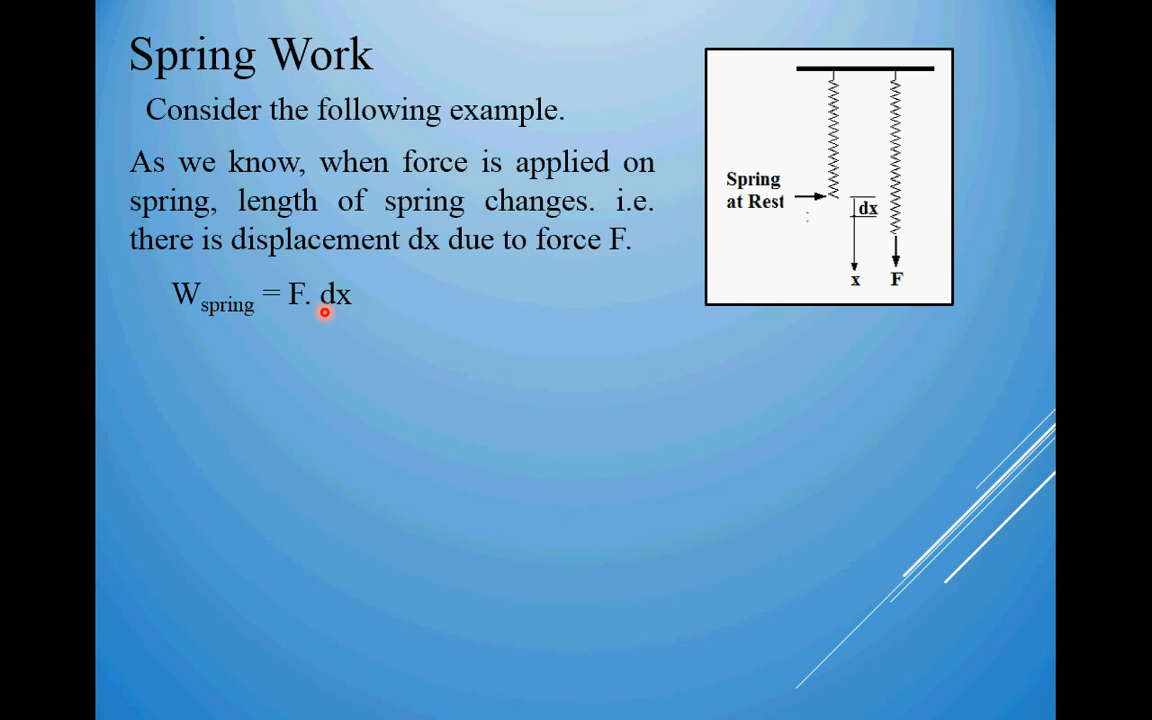 Spring Work
Consider the following example.
As we know, when force is applied on
spring, length of spring changes. i.e.
there is displacement dx due to force F.
W_spring = F. dx
Spring
at Rest
dx
x
F